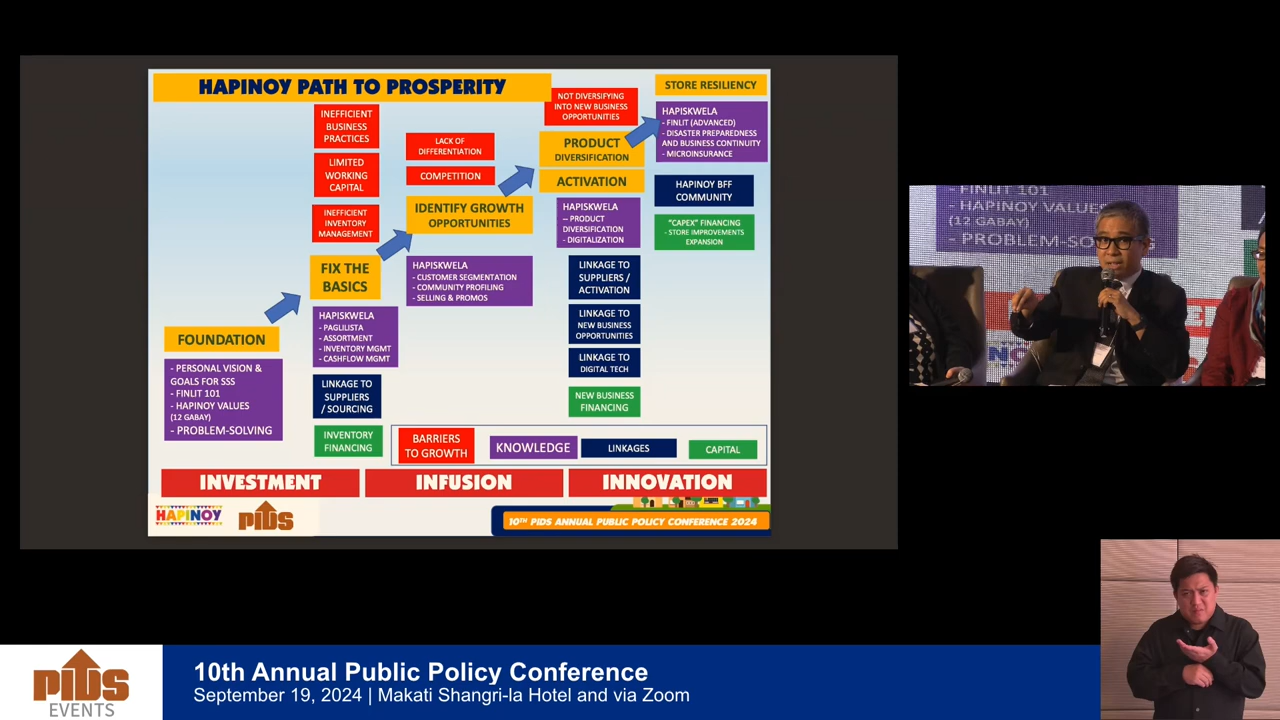 HAPINOY PATH TO PROSPERITY
FOUNDATION
- PERSONAL VISION &
GOALS FOR SSS
- FINLIT 101
- HAPINOY VALUES
(12 GABAY)
- PROBLEM-SOLVING
INEFFICIENT
BUSINESS
PRACTICES
LIMITED
WORKING
CAPITAL
INEFFICIENT
INVENTORY
MANAGEMENT
FIX THE
BASICS
HAPISKWELA
- PAGLILISTA
- ASSORTMENT
- INVENTORY MGMT
- CASHFLOW MGMT
LINKAGE TO
SUPPLIERS
/ SOURCING
INVENTORY
FINANCING
LACK OF
DIFFERENTIATION
COMPETITION
IDENTIFY GROWTH
OPPORTUNITIES
HAPISKWELA
- CUSTOMER SEGMENTATION
- COMMUNITY PROFILING
- SELLING & PROMOS
NOT DIVERSIFYING
INTO NEW BUSINESS
OPPORTUNITIES
PRODUCT
DIVERSIFICATION
ACTIVATION
HAPISKWELA
– PRODUCT
DIVERSIFICATION
- DIGITALIZATION
LINKAGE TO
SUPPLIERS /
ACTIVATION
LINKAGE TO
NEW BUSINESS
OPPORTUNITIES
LINKAGE TO
DIGITAL TECH
NEW BUSINESS
FINANCING
STORE RESILIENCY
HAPISKWELA
- FINLIT (ADVANCED)
- DISASTER PREPAREDNESS
AND BUSINESS CONTINUITY
- MICROINSURANCE
HAPINOY BFF
COMMUNITY
"CAPEX" FINANCING
- STORE IMPROVEMENTS
EXPANSION
BARRIERS
TO GROWTH
KNOWLEDGE
LINKAGES
CAPITAL
INVESTMENT
INFUSION
INNOVATION
HAPINOY
PIDS
10TH PIDS ANNUAL PUBLIC POLICY CONFERENCE 2024
- FINLIT 101
- HAPINOY VALUES
(12 GABAY)
- PROBLEM-SO
PIDS
EVENTS
10th Annual Public Policy Conference
September 19, 2024 | Makati Shangri-la Hotel and via Zoom